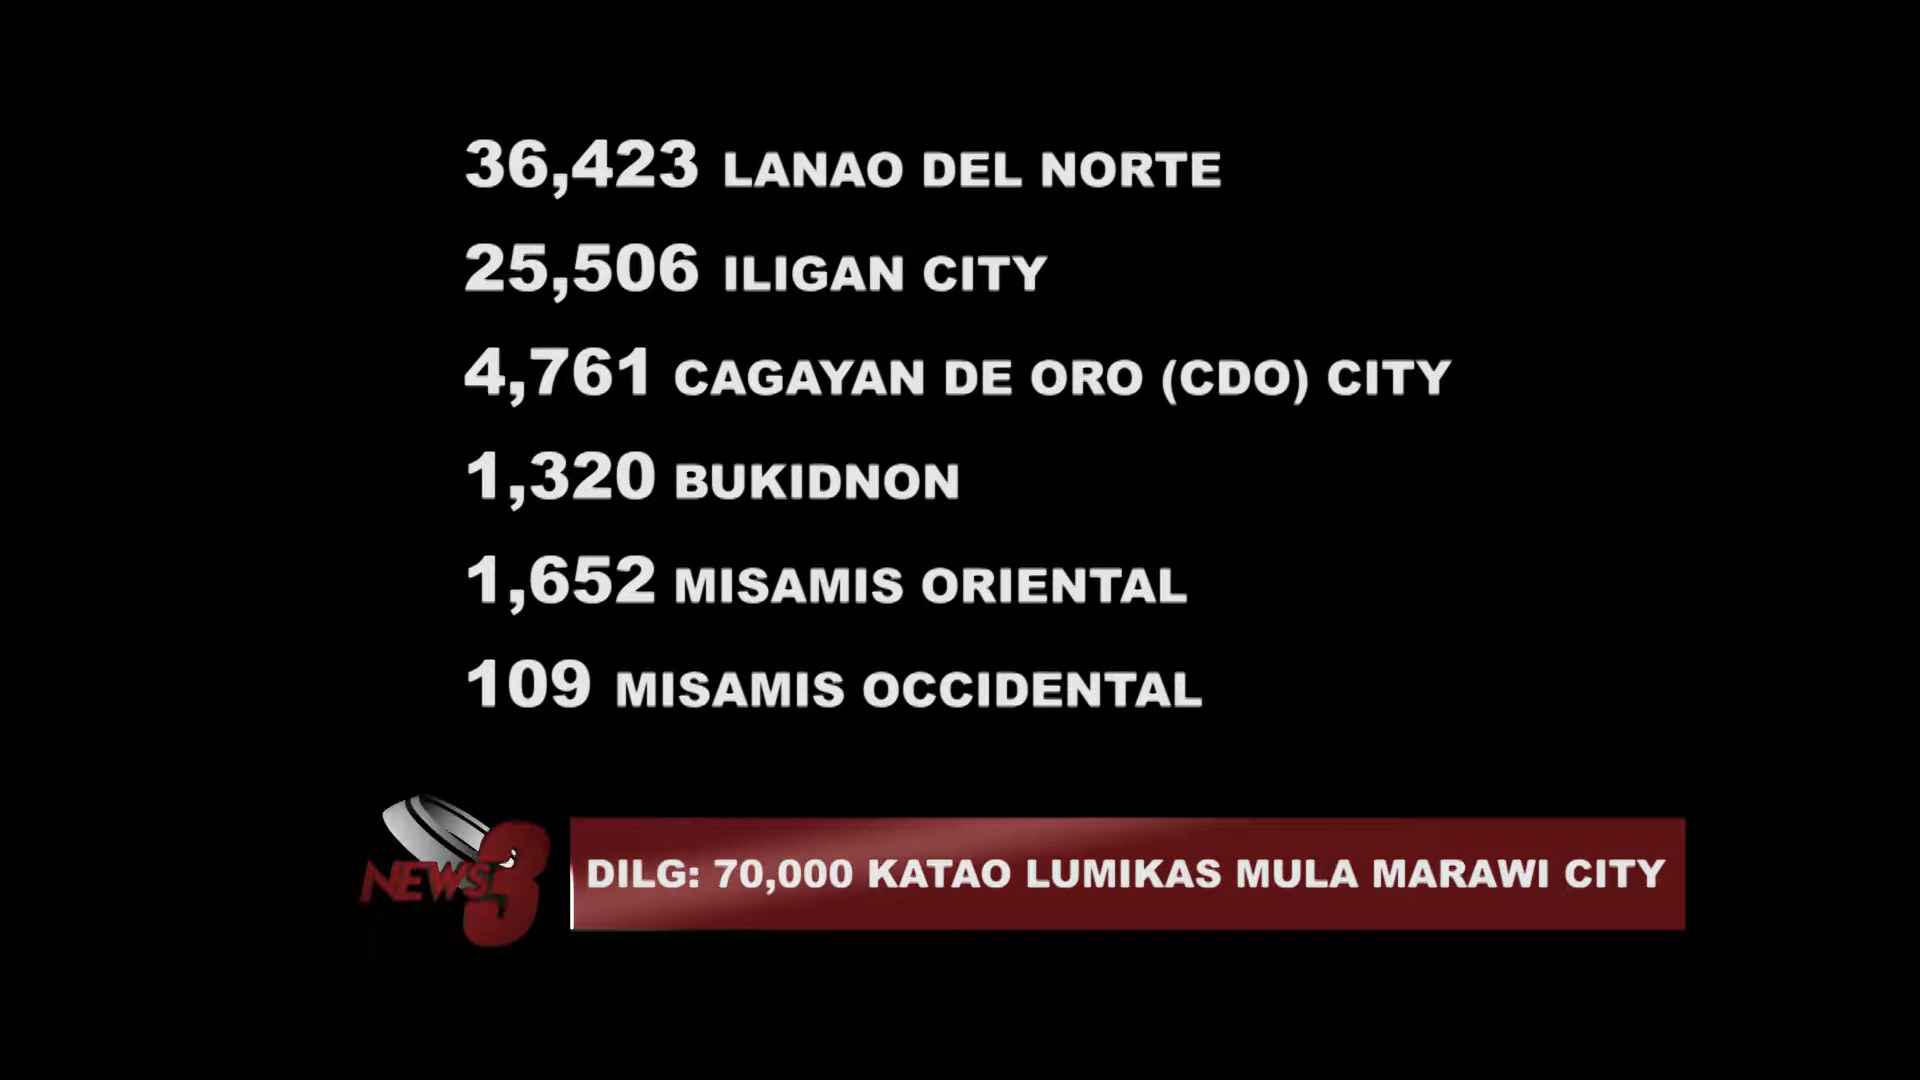 36,423 LANAO DEL NORTE
25,506 ILIGAN CITY
4,761 CAGAYAN DE ORO (CDO) CITY
1,320 BUKIDNON
1,652 MISAMIS ORIENTAL
109 MISAMIS OCCIDENTAL
NEWS 3
DILG: 70,000 KATAO LUMIKAS MULA MARAWI CITY